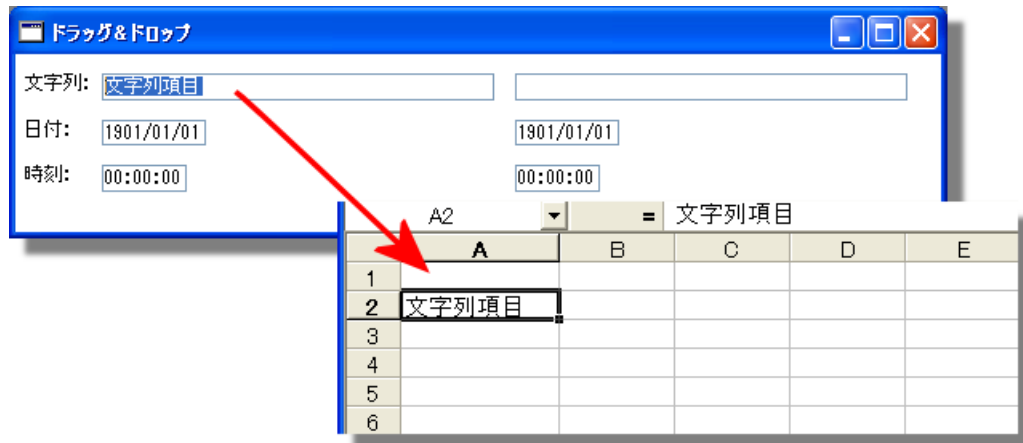 ドラッグ&ドロップ
文字列: 文字列項目
日付: 1901/01/01 1901/01/01
時刻: 00:00:00 00:00:00
A2 = 文字列項目
A B C D E
1
2 文字列項目
3
4
5
6